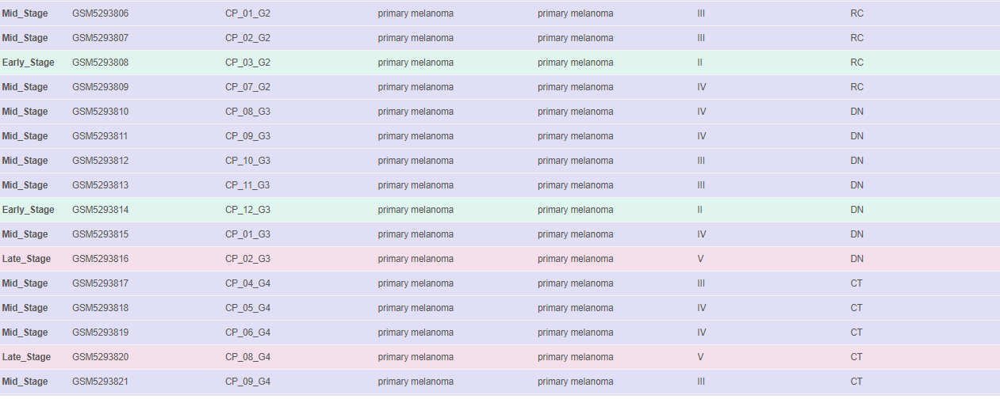 Mid_Stage GSM5293806 CP_01_G2 primary melanoma primary melanoma III RC
Mid_Stage GSM5293807 CP_02_G2 primary melanoma primary melanoma III RC
Early_Stage GSM5293808 CP_03_G2 primary melanoma primary melanoma II RC
Mid_Stage GSM5293809 CP_07_G2 primary melanoma primary melanoma IV RC
Mid_Stage GSM5293810 CP_08_G3 primary melanoma primary melanoma IV DN
Mid_Stage GSM5293811 CP_09_G3 primary melanoma primary melanoma IV DN
Mid_Stage GSM5293812 CP_10_G3 primary melanoma primary melanoma III DN
Mid_Stage GSM5293813 CP_11_G3 primary melanoma primary melanoma III DN
Early_Stage GSM5293814 CP_12_G3 primary melanoma primary melanoma II DN
Mid_Stage GSM5293815 CP_01_G3 primary melanoma primary melanoma IV DN
Late_Stage GSM5293816 CP_02_G3 primary melanoma primary melanoma V DN
Mid_Stage GSM5293817 CP_04_G4 primary melanoma primary melanoma III CT
Mid_Stage GSM5293818 CP_05_G4 primary melanoma primary melanoma IV CT
Mid_Stage GSM5293819 CP_06_G4 primary melanoma primary melanoma IV CT
Late_Stage GSM5293820 CP_08_G4 primary melanoma primary melanoma V CT
Mid_Stage GSM5293821 CP_09_G4 primary melanoma primary melanoma III CT